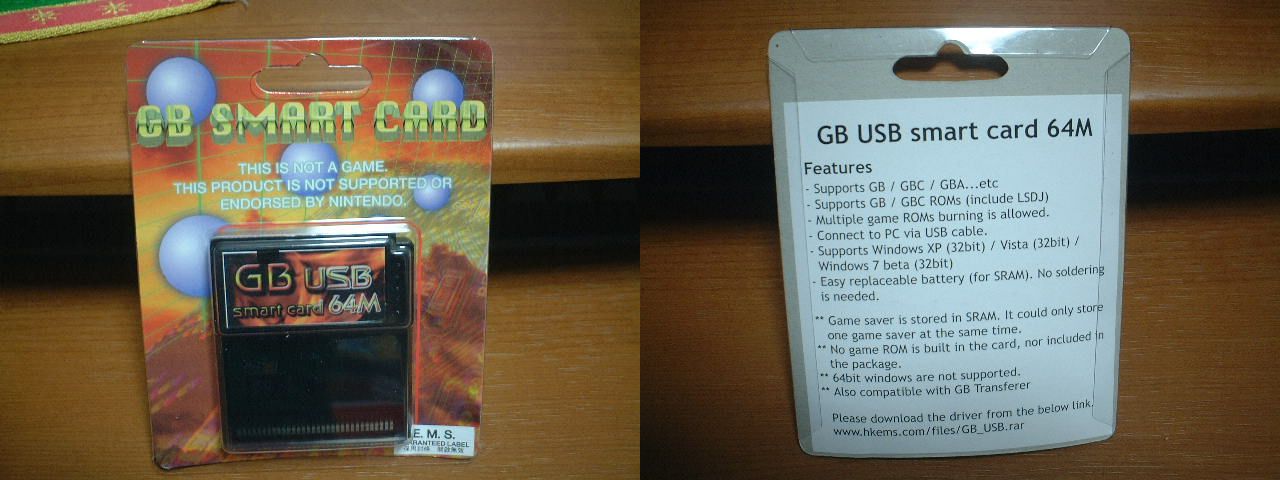 GB SMART CARD
THIS IS NOT A GAME.
THIS PRODUCT IS NOT SUPPORTED OR
ENDORSED BY NINTENDO.
GB USB
smart card 64M
E. M. S.
GUARANTEED LABEL
GB USB smart card 64M
Features
- Supports GB / GBC / GBA...etc
- Supports GB / GBC ROMs (include LSDJ)
- Multiple game ROMs burning is allowed.
- Connect to PC via USB cable.
- Supports Windows XP (32bit) / Vista (32bit) /
Windows 7 beta (32bit)
- Easy replaceable battery (for SRAM). No soldering
is needed.
** Game saver is stored in SRAM. It could only store
one game saver at the same time.
** No game ROM is built in the card, nor included in
the package.
** 64bit windows are not supported.
** Also compatible with GB Transferer
Please download the driver from the below link.
www.hkems.com/files/GB_USB.rar